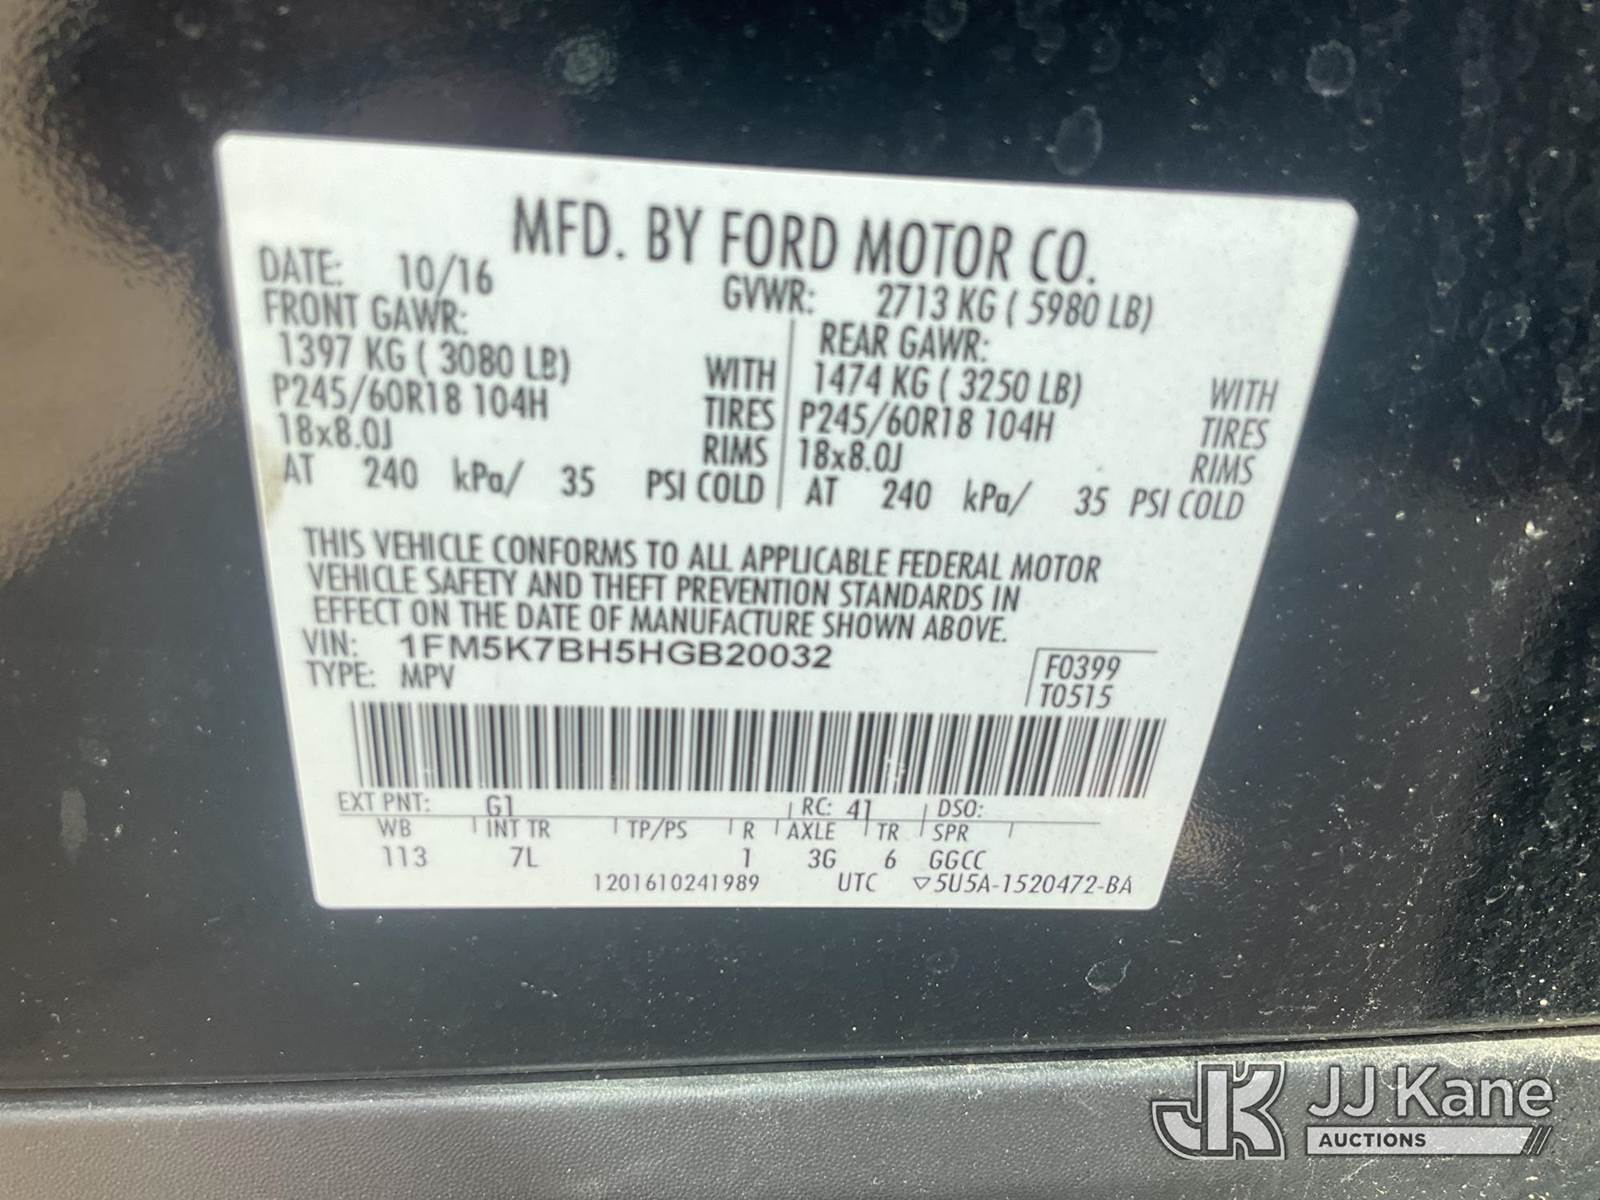 MFD. BY FORD MOTOR CO.
DATE: 10/16 GVWR: 2713 KG ( 5980 LB)
FRONT GAWR: REAR GAWR:
1397 KG ( 3080 LB) WITH 1474 KG ( 3250 LB) WITH
P245/60R18 104H TIRES P245/60R18 104H TIRES
18x8.0J RIMS 18x8.0J RIMS
AT 240 kPa/ 35 PSI COLD AT 240 kPa/ 35 PSI COLD
THIS VEHICLE CONFORMS TO ALL APPLICABLE FEDERAL MOTOR
VEHICLE SAFETY AND THEFT PREVENTION STANDARDS IN
EFFECT ON THE DATE OF MANUFACTURE SHOWN ABOVE.
VIN: 1FM5K7BH5HGB20032 F0399
TYPE: MPV T0515
EXT PNT: G1 RC: 41 DSO:
WB INT TR TP/PS R AXLE TR SPR
113 7L 1 3G 6 GGCC
1201610241989 UTC ▽5U5A-1520472-BA
JK JJ Kane
AUCTIONS